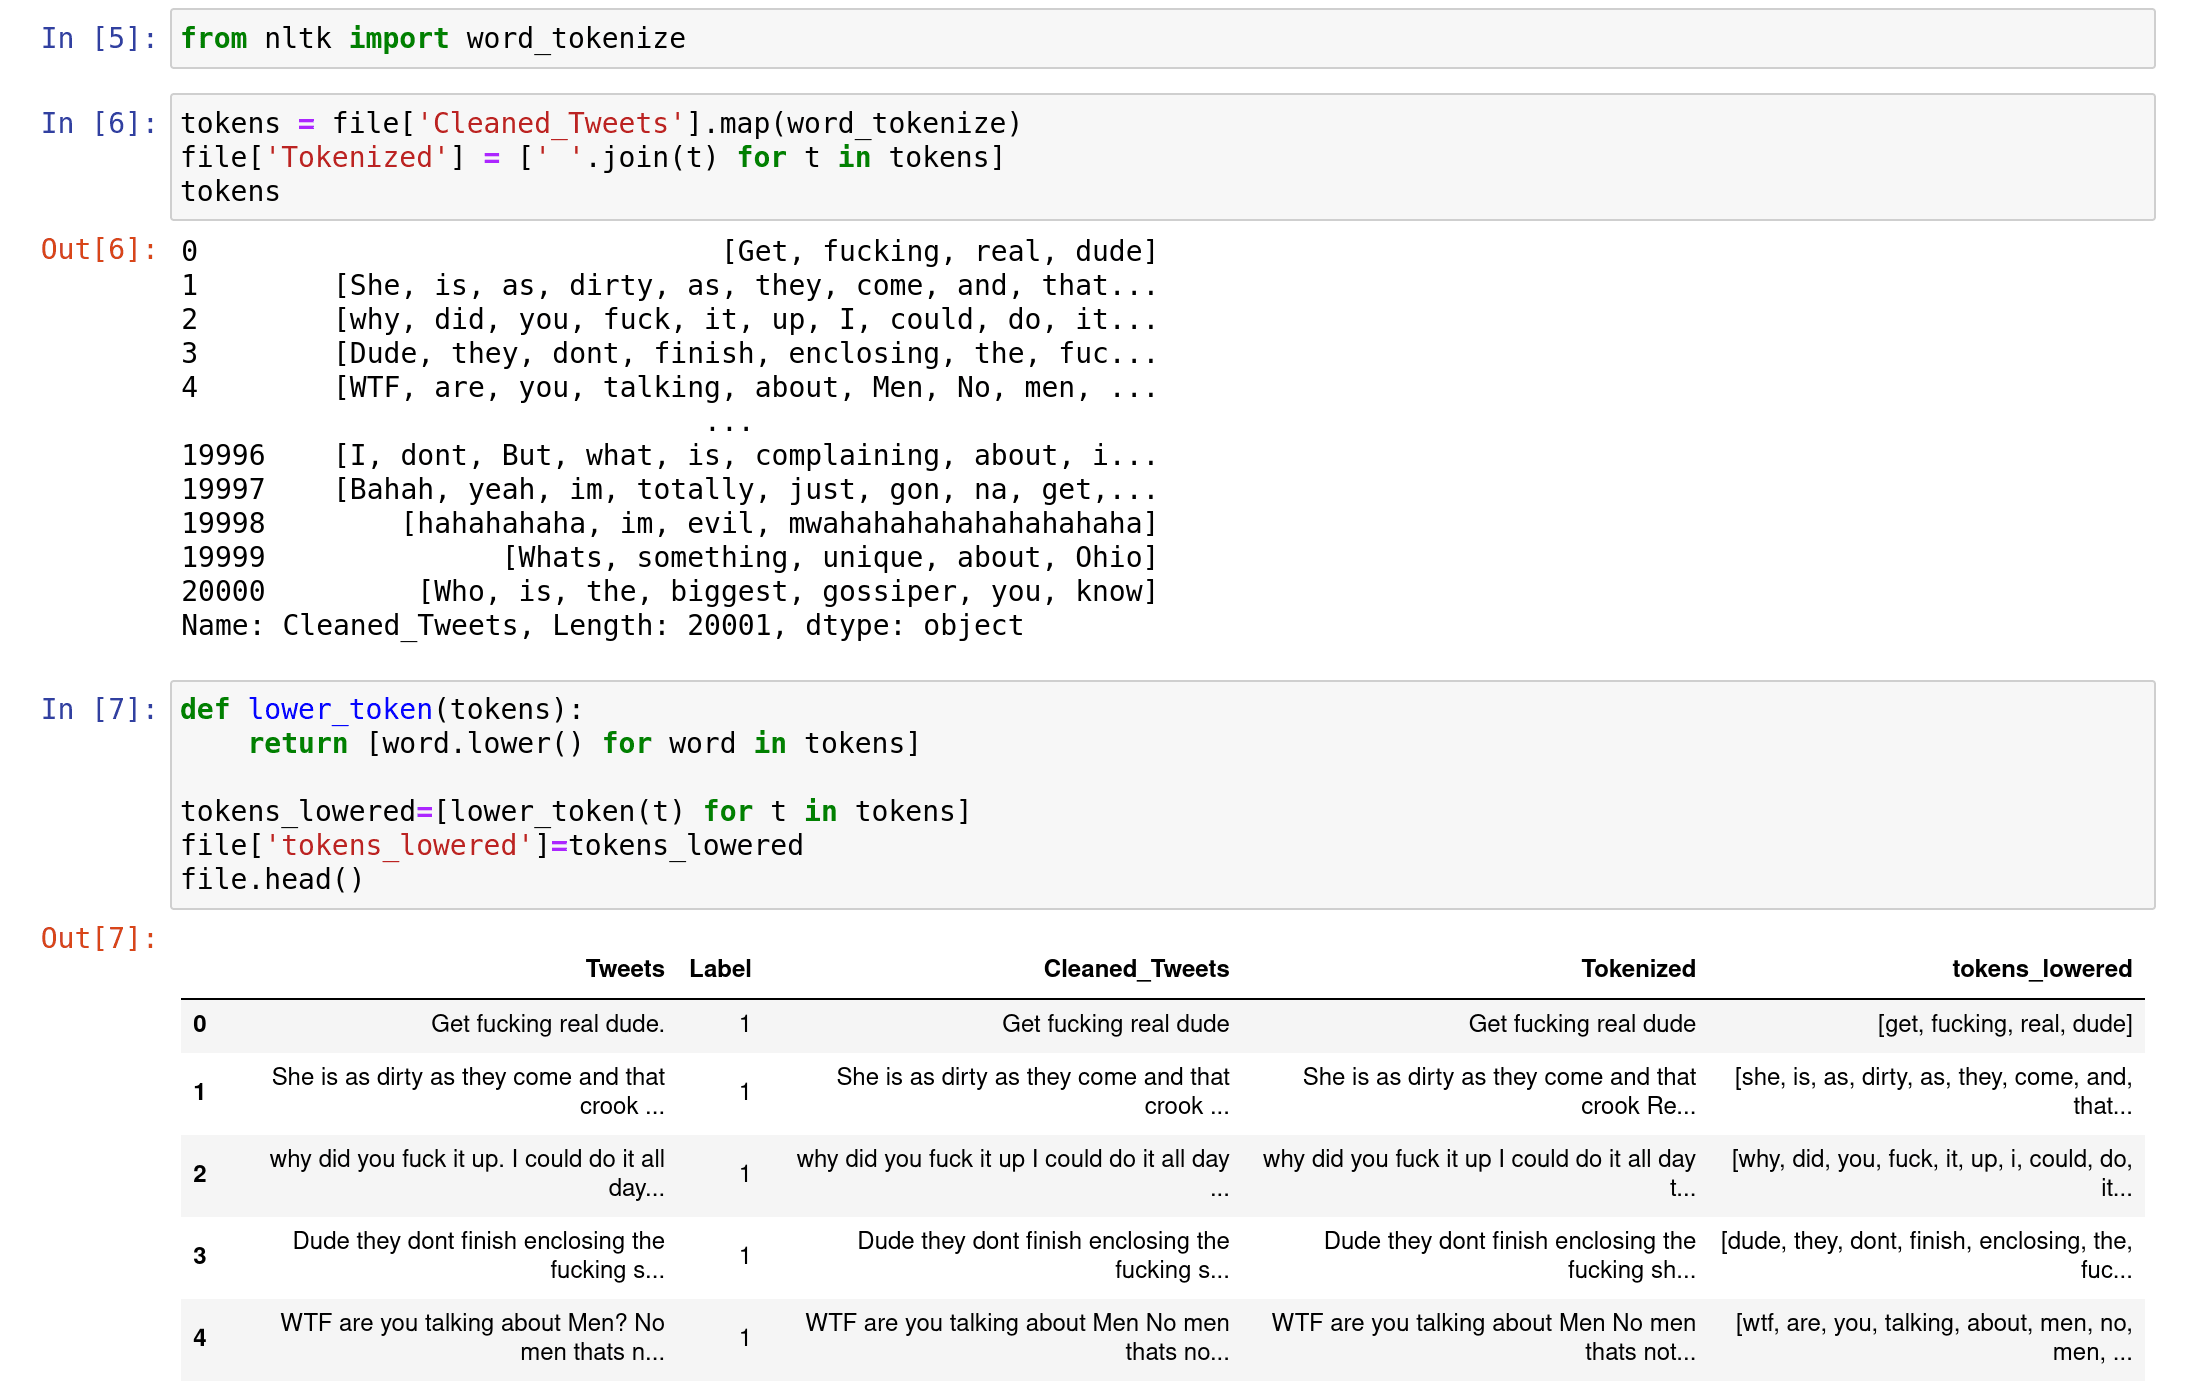 In [5]: from nltk import word_tokenize
In [6]: tokens = file['Cleaned_Tweets'].map(word_tokenize)
file['Tokenized'] = [' '.join(t) for t in tokens]
tokens
Out[6]: 0 [Get, fucking, real, dude]
1 [She, is, as, dirty, as, they, come, and, that...
2 [why, did, you, fuck, it, up, I, could, do, it...
3 [Dude, they, dont, finish, enclosing, the, fuc...
4 [WTF, are, you, talking, about, Men, No, men, ...
...
19996 [I, dont, But, what, is, complaining, about, i...
19997 [Bahah, yeah, im, totally, just, gon, na, get,...
19998 [hahahahaha, im, evil, mwahahahahahahahahaha]
19999 [Whats, something, unique, about, Ohio]
20000 [Who, is, the, biggest, gossiper, you, know]
Name: Cleaned_Tweets, Length: 20001, dtype: object
In [7]: def lower_token(tokens):
    return [word.lower() for word in tokens]
tokens_lowered=[lower_token(t) for t in tokens]
file['tokens_lowered']=tokens_lowered
file.head()
Out[7]:
Tweets Label Cleaned_Tweets Tokenized tokens_lowered
0 Get fucking real dude. 1 Get fucking real dude Get fucking real dude [get, fucking, real, dude]
She is as dirty as they come and that She is as dirty as they come and that She is as dirty as they come and that [she, is, as, dirty, as, they, come, and,
1 1
crook ... crook ... crook Re... that...
why did you fuck it up. I could do it all why did you fuck it up I could do it all day why did you fuck it up I could do it all day [why, did, you, fuck, it, up, i, could, do,
2 1
day... ... t... it...
Dude they dont finish enclosing the Dude they dont finish enclosing the Dude they dont finish enclosing the [dude, they, dont, finish, enclosing, the,
3 1
fucking s... fucking s... fucking sh... fuc...
WTF are you talking about Men? No WTF are you talking about Men No men WTF are you talking about Men No men [wtf, are, you, talking, about, men, no,
4 1
men thats n... thats no... thats not... men, ...